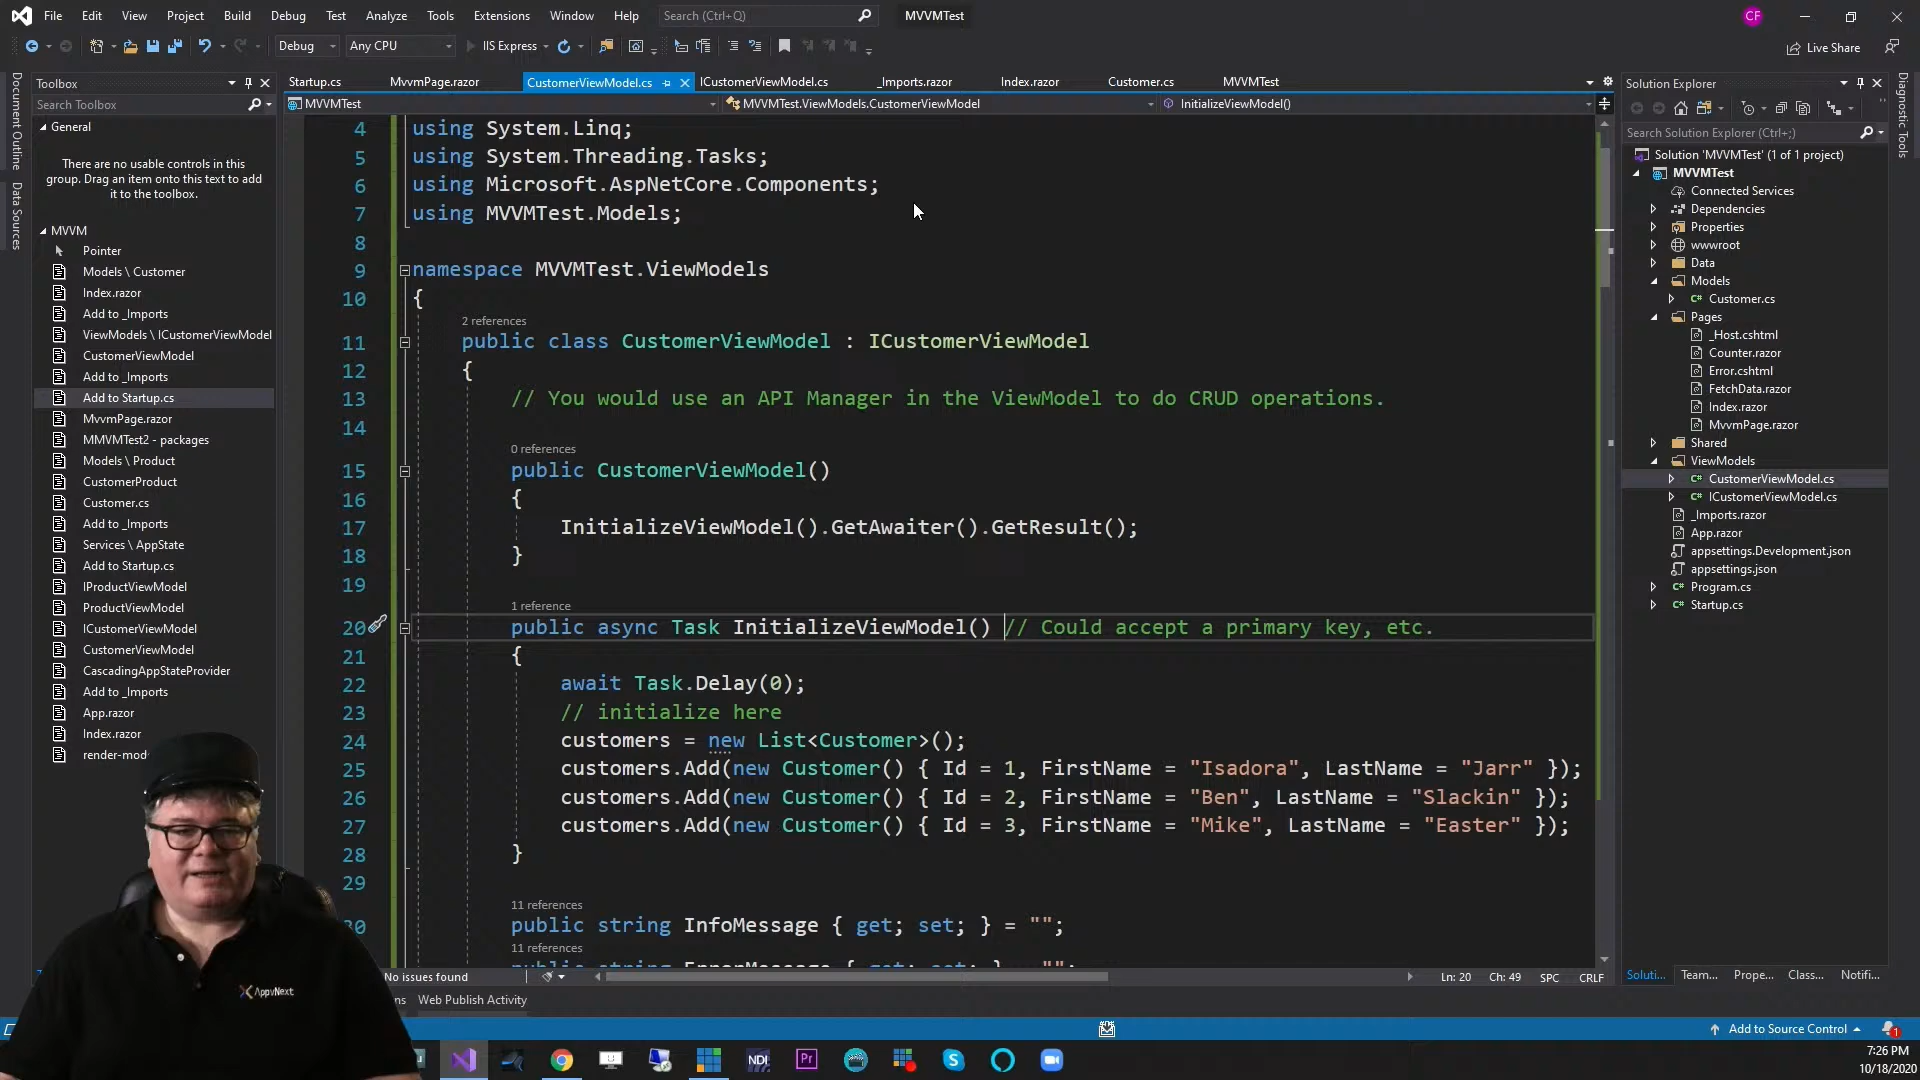 File Edit View Project Build Debug Test Analyze Tools Extensions Window Help Search (Ctrl+Q) MVVMTest CF
Debug Any CPU IIS Express Live Share
Document Outline
Data Sources
Toolbox
Search Toolbox
General
There are no usable controls in this
group. Drag an item onto this text to add
it to the toolbox.
MVVM
Pointer
Models \ Customer
Index.razor
Add to _Imports
ViewModels \ ICustomerViewModel
CustomerViewModel
Add to _Imports
Add to Startup.cs
MvvmPage.razor
MMVMTest2 - packages
Models \ Product
CustomerProduct
Customer.cs
Add to _Imports
Services \ AppState
Add to Startup.cs
IProductViewModel
ProductViewModel
ICustomerViewModel
CustomerViewModel
CascadingAppStateProvider
Add to _Imports
App.razor
Index.razor
Startup.cs MvvmPage.razor CustomerViewModel.cs ICustomerViewModel.cs _Imports.razor Index.razor Customer.cs MVVMTest
MVVMTest MVVMTest.ViewModels.CustomerViewModel InitializeViewModel()
4 using System.Linq;
5 using System.Threading.Tasks;
6 using Microsoft.AspNetCore.Components;
7 using MVVMTest.Models;
8
9 namespace MVVMTest.ViewModels
10 {
2 references
11 public class CustomerViewModel : ICustomerViewModel
12 {
13 // You would use an API Manager in the ViewModel to do CRUD operations.
14
0 references
15 public CustomerViewModel()
16 {
17 InitializeViewModel().GetAwaiter().GetResult();
18 }
19
1 reference
20 public async Task InitializeViewModel() // Could accept a primary key, etc.
21 {
22 await Task.Delay(0);
23 // initialize here
24 customers = new List<Customer>();
25 customers.Add(new Customer() { Id = 1, FirstName = "Isadora", LastName = "Jarr" });
26 customers.Add(new Customer() { Id = 2, FirstName = "Ben", LastName = "Slackin" });
27 customers.Add(new Customer() { Id = 3, FirstName = "Mike", LastName = "Easter" });
28 }
29
11 references
30 public string InfoMessage { get; set; } = "";
11 references
public string ErrorMessage { get; set; } = "";
No issues found Ln: 20 Ch: 49 SPC CRLF
Web Publish Activity
Solution Explorer
Search Solution Explorer (Ctrl+;)
Solution 'MVVMTest' (1 of 1 project)
MVVMTest
Connected Services
Dependencies
Properties
wwwroot
Data
Models
Customer.cs
Pages
_Host.cshtml
Counter.razor
Error.cshtml
FetchData.razor
Index.razor
MvvmPage.razor
Shared
ViewModels
CustomerViewModel.cs
ICustomerViewModel.cs
_Imports.razor
App.razor
appsettings.Development.json
appsettings.json
Program.cs
Startup.cs
Soluti... Team... Prope... Class... Notifi...
Diagnostic Tools
AppvNext
Add to Source Control 1
NDI Pr
7:26 PM
10/18/2020